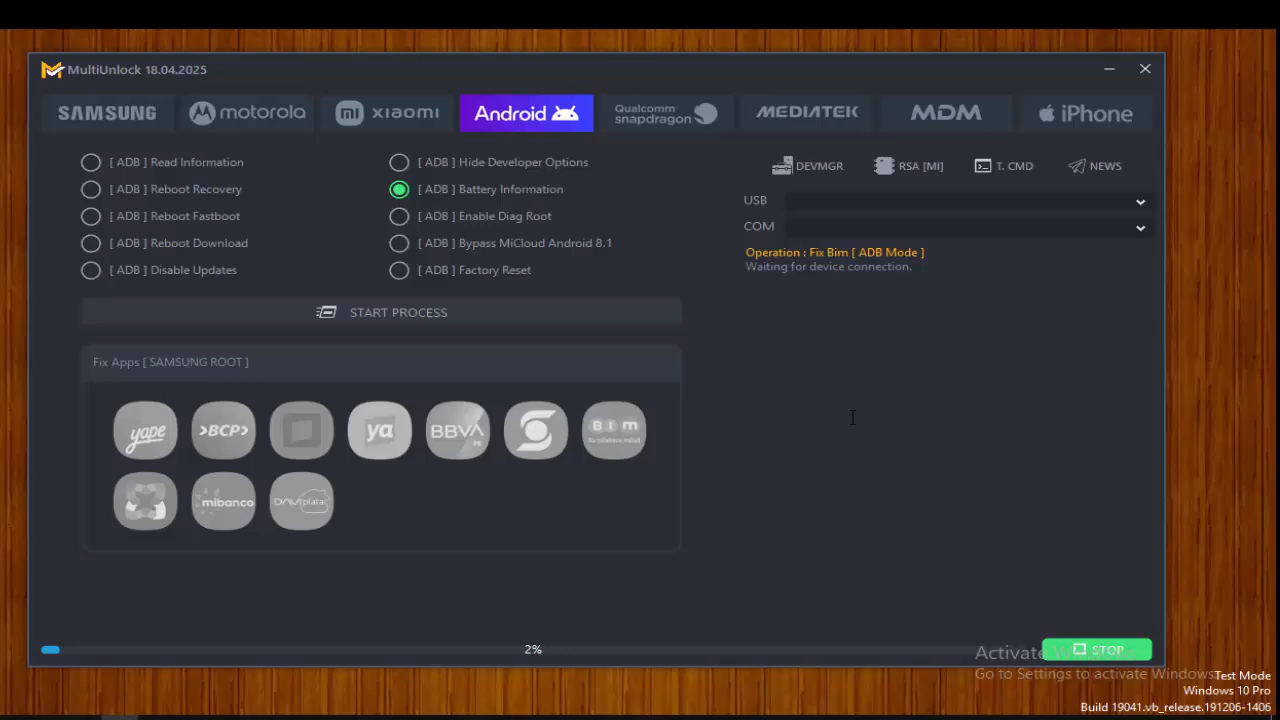 MultiUnlock 18.04.2025
SAMSUNG
motorola
xiaomi
Android
Qualcomm snapdragon
MEDIATEK
MDM
iPhone
[ ADB ] Read Information
[ ADB ] Hide Developer Options
DEVMGR
RSA [MI]
T. CMD
NEWS
[ ADB ] Reboot Recovery
[ ADB ] Battery Information
USB
[ ADB ] Reboot Fastboot
[ ADB ] Enable Diag Root
COM
[ ADB ] Reboot Download
[ ADB ] Bypass MiCloud Android 8.1
Operation : Fix Bim [ ADB Mode ]
Waiting for device connection.
[ ADB ] Disable Updates
[ ADB ] Factory Reset
START PROCESS
Fix Apps [ SAMSUNG ROOT ]
yape
>BCP>
ya
BBVA
PE
Bim
Tu billetera móvil
mibanco
DAVIplata
2%
STOP
Activate
Go to Settings to activate Windows
Test Mode
Windows 10 Pro
Build 19041.vb_release.191206-1406